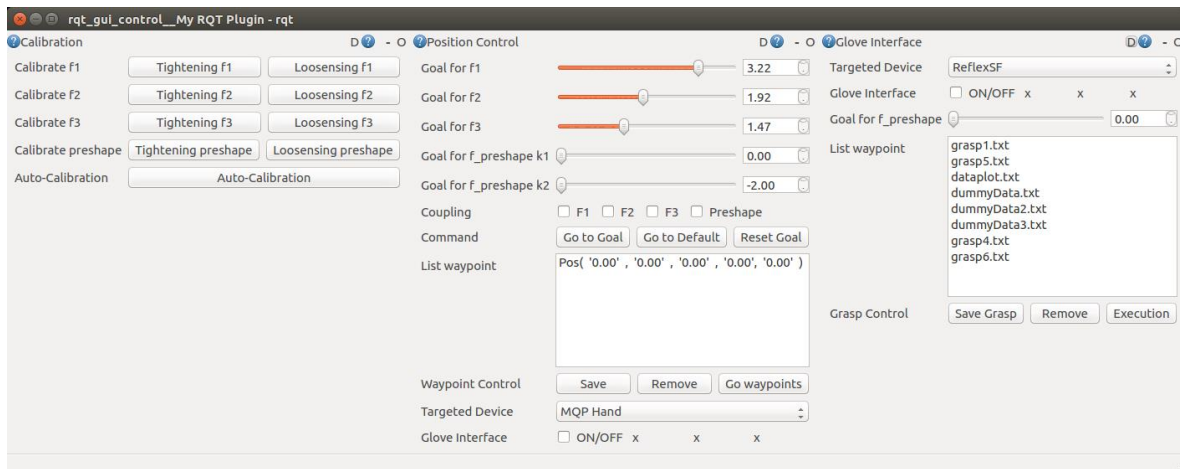 rqt_gui_control__My RQT Plugin - rqt
Calibration D - O
Calibrate f1 Tightening f1 Loosensing f1
Calibrate f2 Tightening f2 Loosensing f2
Calibrate f3 Tightening f3 Loosensing f3
Calibrate preshape Tightening preshape Loosensing preshape
Auto-Calibration Auto-Calibration
Position Control D - O
Goal for f1 3.22
Goal for f2 1.92
Goal for f3 1.47
Goal for f_preshape k1 0.00
Goal for f_preshape k2 -2.00
Coupling F1 F2 F3 Preshape
Command Go to Goal Go to Default Reset Goal
List waypoint Pos( '0.00' , '0.00' , '0.00' , '0.00', '0.00' )
Waypoint Control Save Remove Go waypoints
Targeted Device MQP Hand
Glove Interface ON/OFF x x x
Glove Interface D - O
Targeted Device ReflexSF
Glove Interface ON/OFF x x x
Goal for f_preshape 0.00
List waypoint grasp1.txt
grasp5.txt
dataplot.txt
dummyData.txt
dummyData2.txt
dummyData3.txt
grasp4.txt
grasp6.txt
Grasp Control Save Grasp Remove Execution